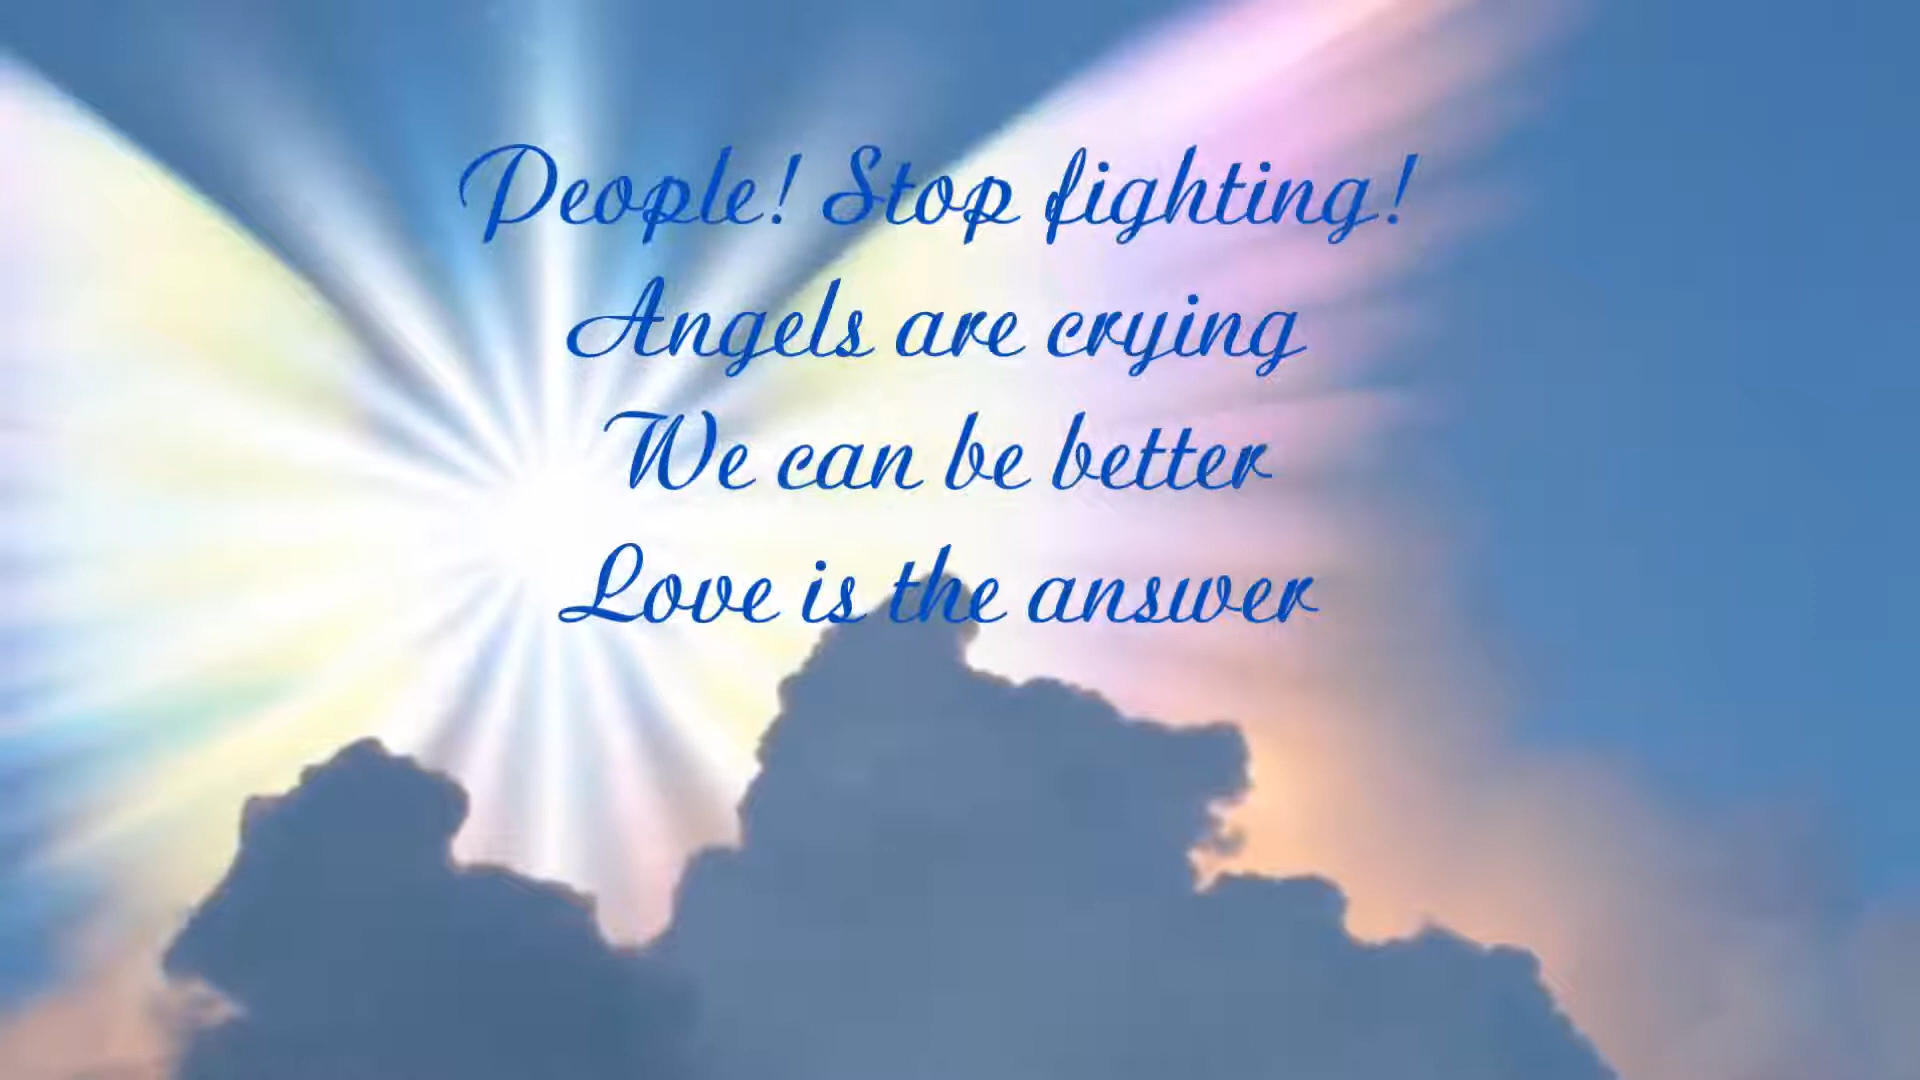 People! Stop fighting!
Angels are crying
We can be better
Love is the answer